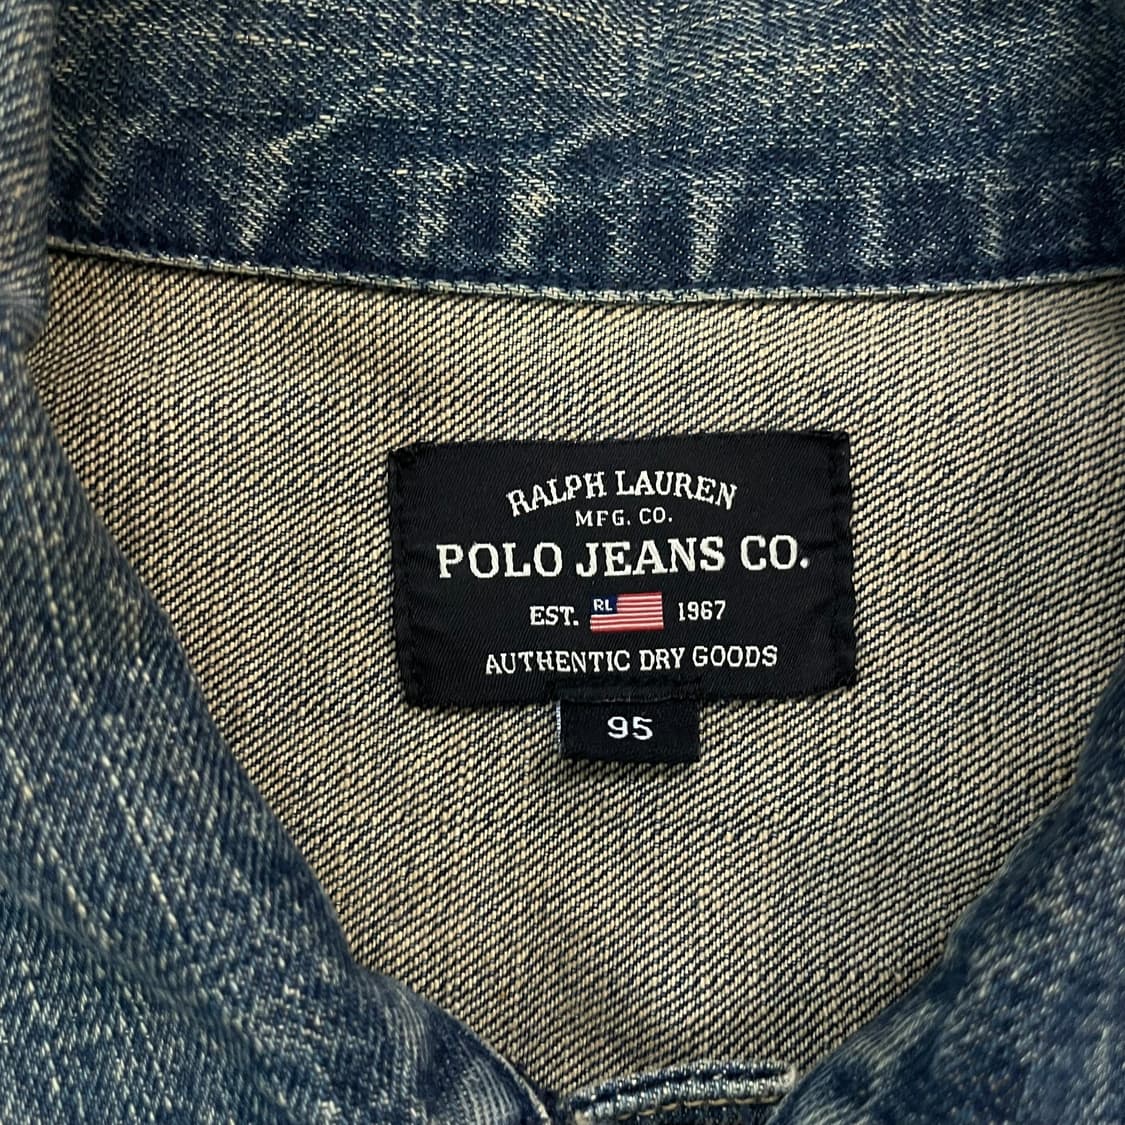 RALPH LAUREN
MFG. CO.
POLO JEANS CO.
EST. RL 1967
AUTHENTIC DRY GOODS
95